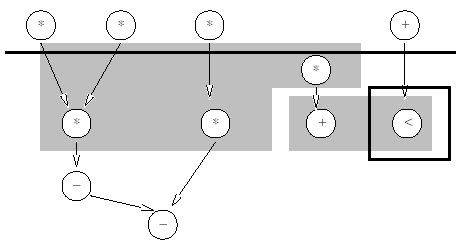 * * * +
*
* * + <
−
−